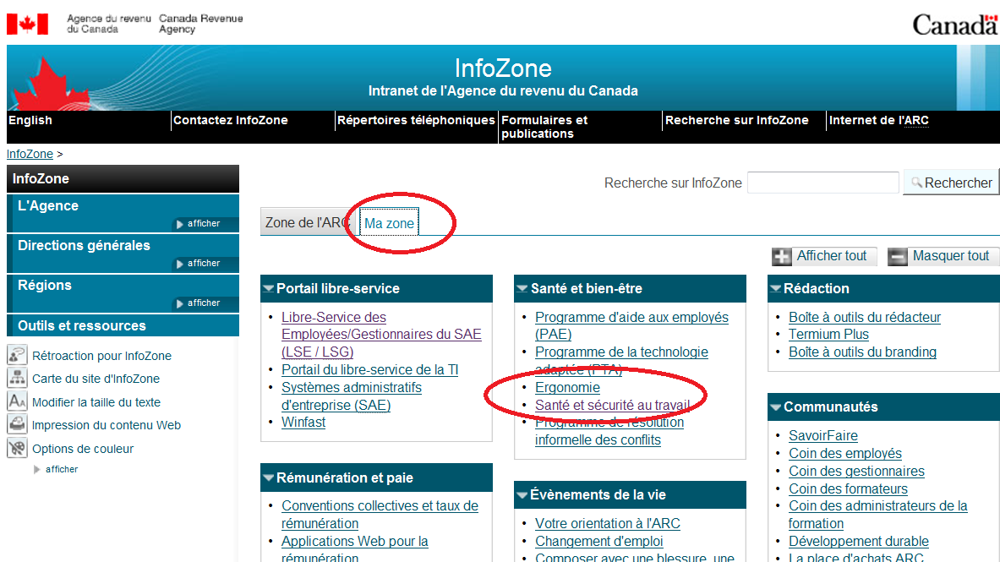 Agence du revenu
du Canada
Canada Revenue
Agency
Canada
InfoZone
Intranet de l'Agence du revenu du Canada
English
Contactez InfoZone
Répertoires téléphoniques
Formulaires et
publications
Recherche sur InfoZone
Internet de l'ARC
InfoZone >
InfoZone
L'Agence
afficher
Directions générales
afficher
Régions
afficher
Outils et ressources
Rétroaction pour InfoZone
Carte du site d'InfoZone
Modifier la taille du texte
Impression du contenu Web
Options de couleur
afficher
Recherche sur InfoZone
Rechercher
Zone de l'ARC
Ma zone
Afficher tout
Masquer tout
Portail libre-service
• Libre-Service des
Employées/Gestionnaires du SAE
(LSE / LSG)
• Portail du libre-service de la TI
• Systèmes administratifs
d'entreprise (SAE)
• Winfast
Rémunération et paie
• Conventions collectives et taux de
rémunération
• Applications Web pour la
rémunération
Santé et bien-être
• Programme d'aide aux employés
(PAE)
• Programme de la technologie
adaptée (PTA)
• Ergonomie
• Santé et sécurité au travail
• Programme de résolution
informelle des conflits
Évènements de la vie
• Votre orientation à l'ARC
• Changement d'emploi
• Composer avec une blessure, une
Rédaction
• Boîte à outils du rédacteur
• Termium Plus
• Boîte à outils du branding
Communautés
• SavoirFaire
• Coin des employés
• Coin des gestionnaires
• Coin des formateurs
• Coin des administrateurs de la
formation
• Développement durable
• La place d'achats ARC